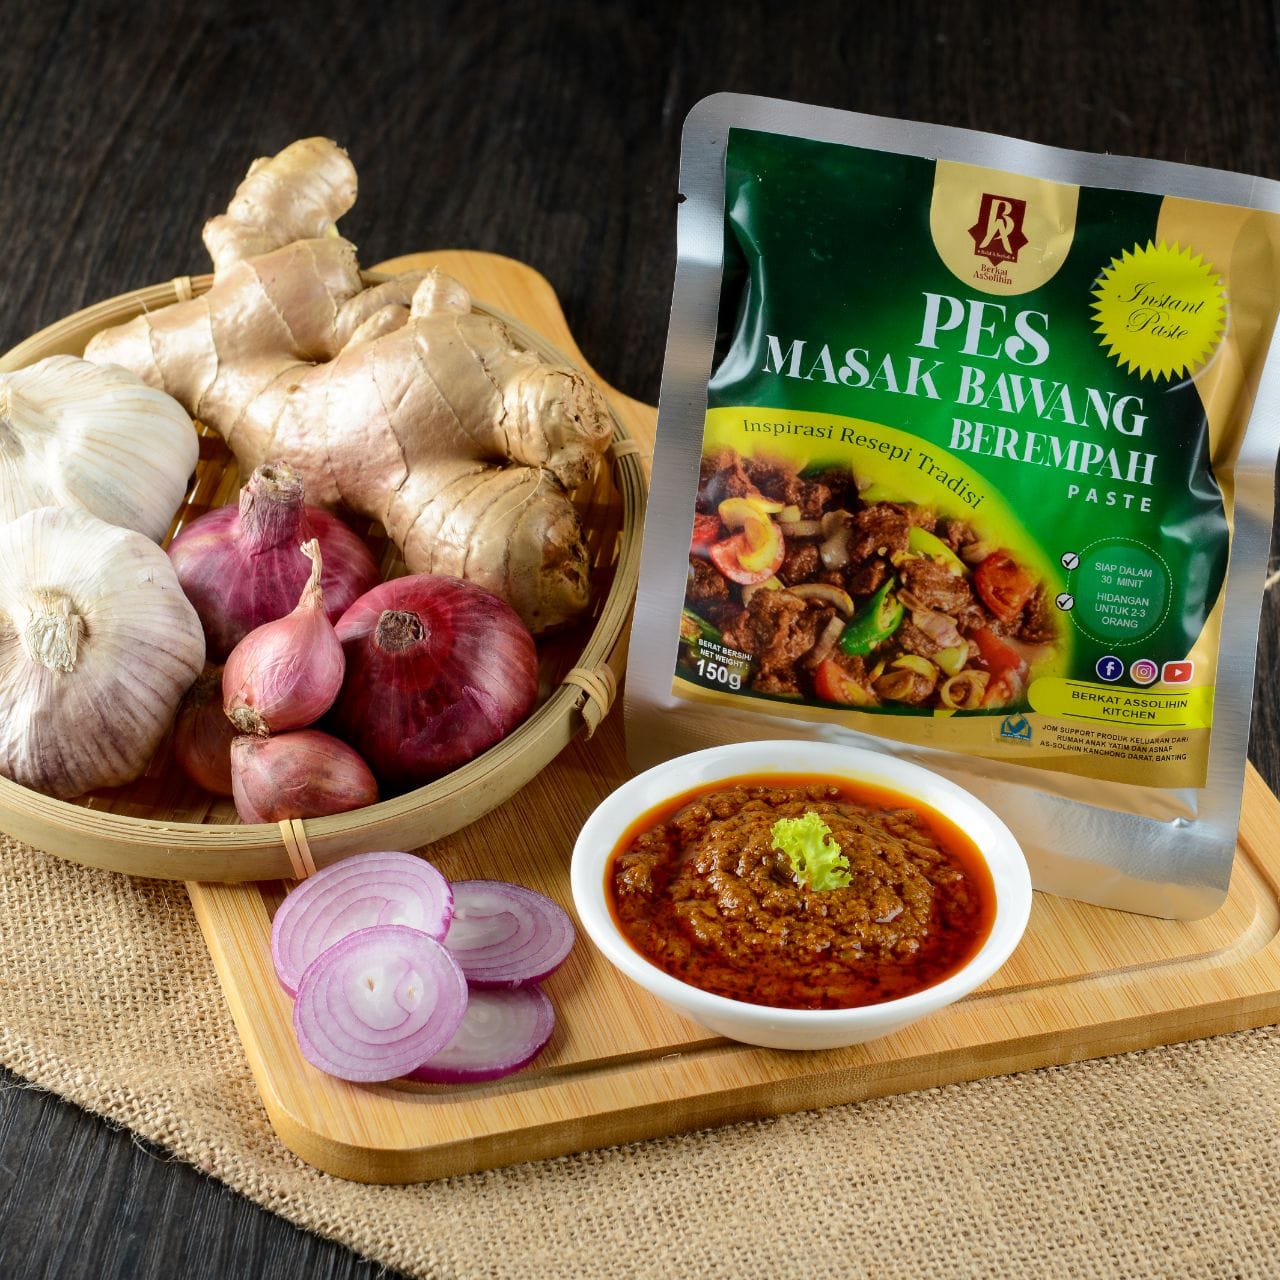 Berkat
AsSolihin
Instant
Paste
PES
MASAK BAWANG
BEREMPAH
PASTE
Inspirasi Resepi Tradisi
SIAP DALAM
30 MINIT
HIDANGAN
UNTUK 2-3
ORANG
BERAT BERSIH/
NET WEIGHT :
150g
BERKAT ASSOLIHIN
KITCHEN
JOM SUPPORT PRODUK KELUARAN DARI
RUMAH ANAK YATIM DAN ASNAF
AS-SOLIHIN KANCHONG DARAT, BANTING